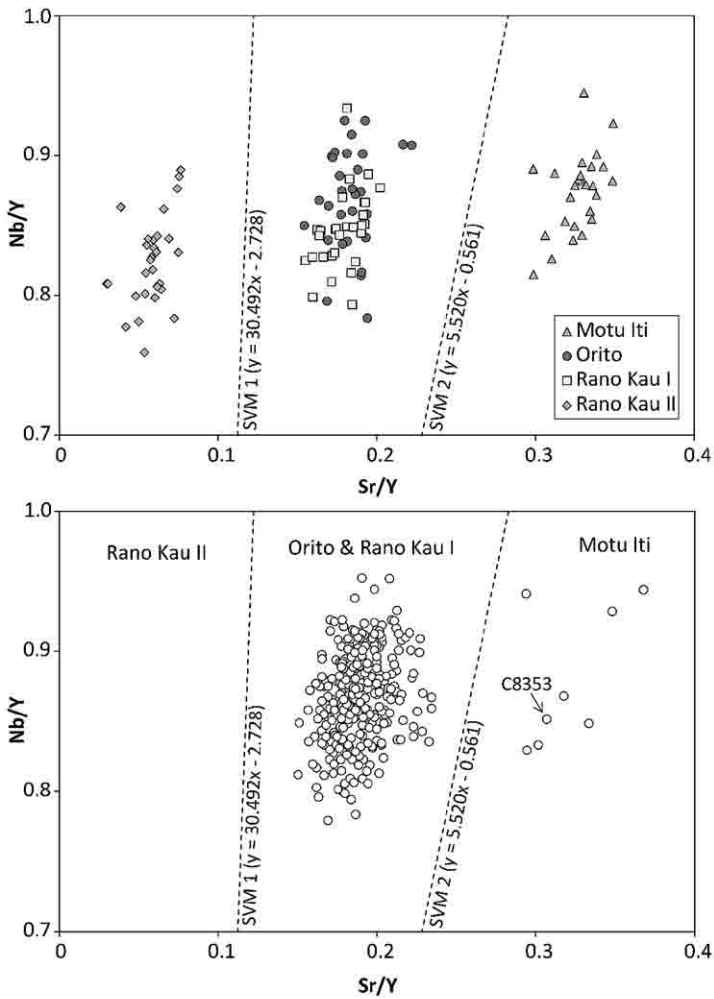 1.0
0.9
0.8
0.7
Nb/Y
SVM 1 (y = 30.492x - 2.728)
SVM 2 (y = 5.520x - 0.561)
Motu Iti
Orito
Rano Kau I
Rano Kau II
0 0.1 0.2 0.3 0.4
Sr/Y
1.0
0.9
0.8
0.7
Nb/Y
Rano Kau II Orito & Rano Kau I Motu Iti
C8353
SVM 1 (y = 30.492x - 2.728)
SVM 2 (y = 5.520x - 0.561)
0 0.1 0.2 0.3 0.4
Sr/Y